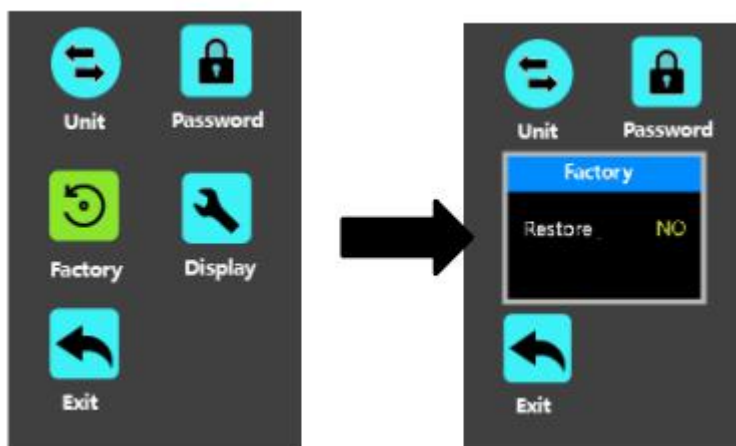 Unit Password
Factory Display
Exit
Unit Password
Factory
Restore NO
Exit